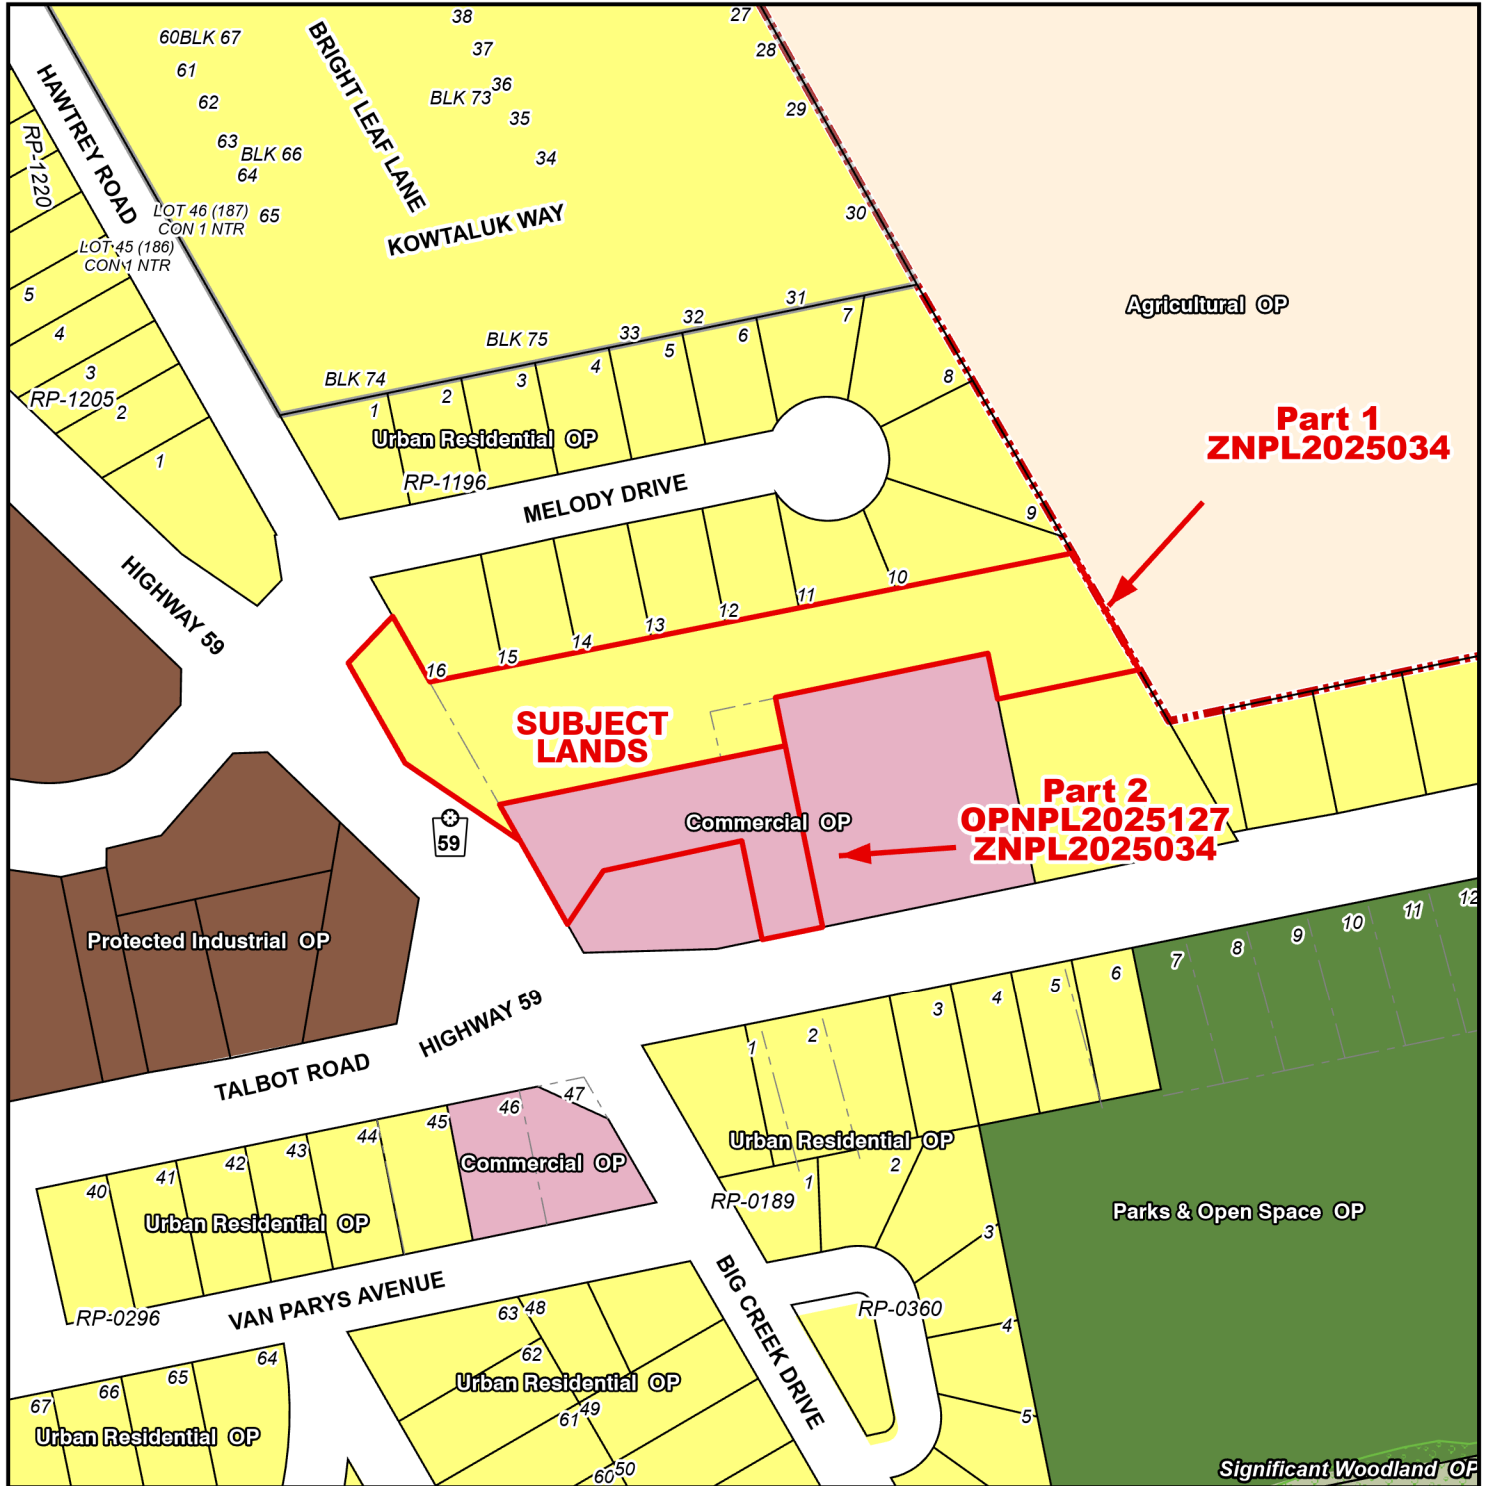 38
27
60BLK 67
BRIGHT LEAF LANE
37
28
61
HAWTREY ROAD
36
BLK 73
62
29
35
RP-1220
63
BLK 66
34
64
LOT 46 (187)
CON 1 NTR
65
30
KOWTALUK WAY
LOT 45 (186)
CON 1 NTR
5
31
Agricultural OP
7
32
33
4
BLK 75
6
5
4
3
BLK 74
8
3
2
RP-1205
2
1
Part 1
ZNPL2025034
Urban Residential OP
1
RP-1196
MELODY DRIVE
9
HIGHWAY 59
10
11
12
13
14
15
16
SUBJECT
LANDS
Part 2
OPNPL2025127
ZNPL2025034
Commercial OP
59
Protected Industrial OP
12
11
10
9
8
7
6
5
4
3
2
1
HIGHWAY 59
TALBOT ROAD
47
46
45
44
43
42
41
40
Commercial OP
Urban Residential OP
Urban Residential OP
2
1
RP-0189
Parks & Open Space OP
3
VAN PARYS AVENUE
RP-0296
BIG CREEK DRIVE
RP-0360
4
63
48
62
64
65
66
67
Urban Residential OP
49
61
5
Urban Residential OP
50
60
Significant Woodland OP